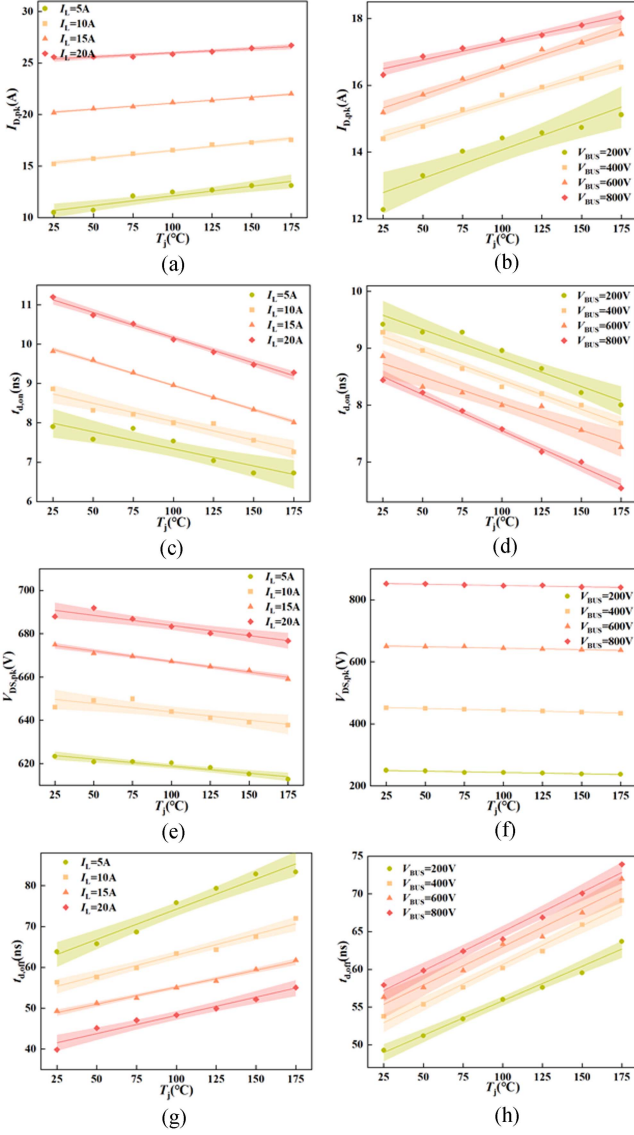 I_L=5A
I_L=10A
I_L=15A
I_L=20A
30
25
20
15
10
I_D,pk(A)
25 50 75 100 125 150 175
T_j(°C)
(a)
18
16
14
12
I_D,pk(A)
V_BUS=200V
V_BUS=400V
V_BUS=600V
V_BUS=800V
25 50 75 100 125 150 175
T_j(°C)
(b)
I_L=5A
I_L=10A
I_L=15A
I_L=20A
11
10
9
8
7
6
t_d,on(ns)
25 50 75 100 125 150 175
T_j(°C)
(c)
V_BUS=200V
V_BUS=400V
V_BUS=600V
V_BUS=800V
10
9
8
7
t_d,on(ns)
25 50 75 100 125 150 175
T_j(°C)
(d)
I_L=5A
I_L=10A
I_L=15A
I_L=20A
700
680
660
640
620
V_DS,pk(V)
25 50 75 100 125 150 175
T_j(°C)
(e)
V_BUS=200V
V_BUS=400V
V_BUS=600V
V_BUS=800V
800
600
400
200
V_DS,pk(V)
25 50 75 100 125 150 175
T_j(°C)
(f)
I_L=5A
I_L=10A
I_L=15A
I_L=20A
80
70
60
50
40
t_d,off(ns)
25 50 75 100 125 150 175
T_j(°C)
(g)
V_BUS=200V
V_BUS=400V
V_BUS=600V
V_BUS=800V
75
70
65
60
55
50
t_d,off(ns)
25 50 75 100 125 150 175
T_j(°C)
(h)